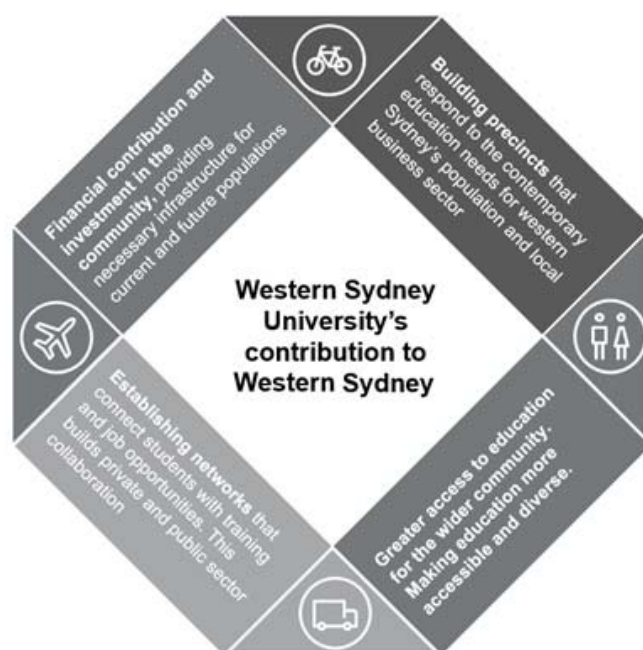 Financial contribution and
investment in the
community, providing
necessary infrastructure for
current and future populations
Building precincts that
respond to the contemporary
education needs for western
Sydney's population and local
business sector
Western Sydney
University's
contribution to
Western Sydney
Establishing networks that
connect students with training
and job opportunities. This
builds private and public sector
collaboration
Greater access to education
for the wider community.
Making education more
accessible and diverse.